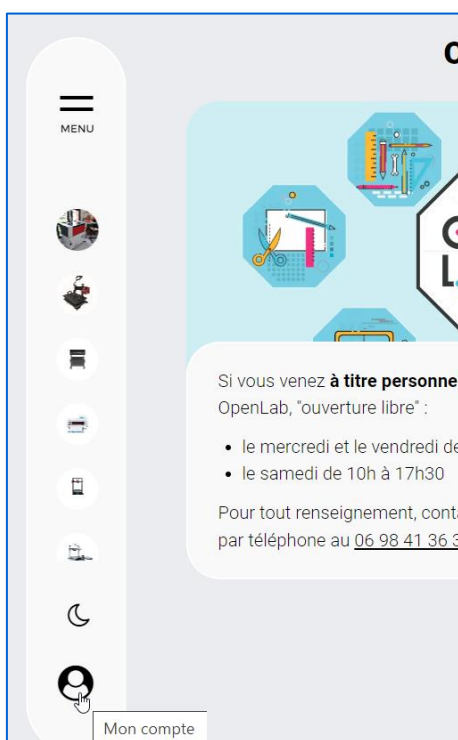 MENU
Si vous venez à titre personne
OpenLab, "ouverture libre" :
• le mercredi et le vendredi de
• le samedi de 10h à 17h30
Pour tout renseignement, cont
par téléphone au 06 98 41 36 3
Mon compte